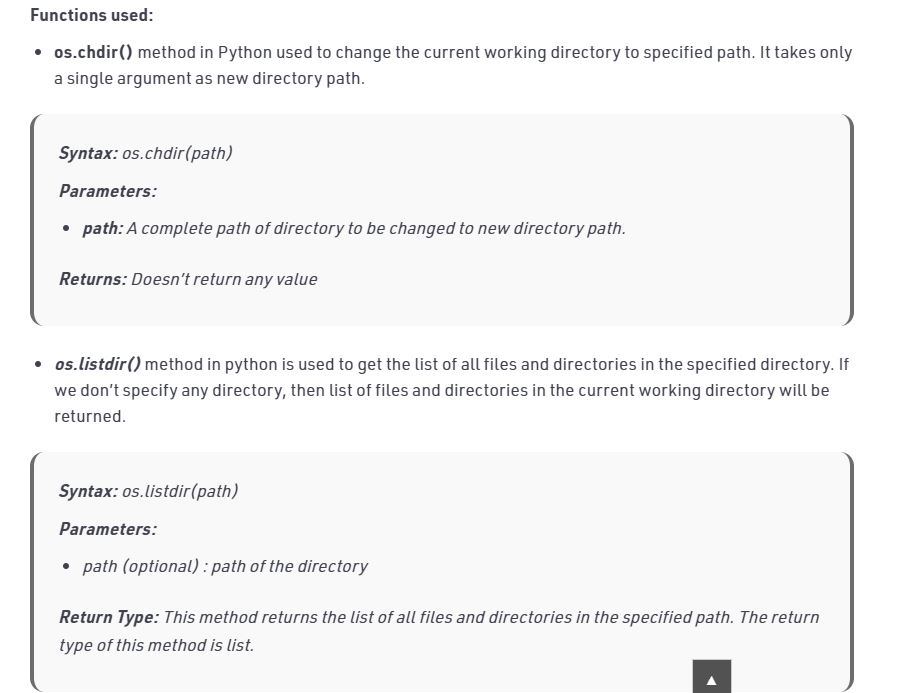 Functions used:
• os.chdir() method in Python used to change the current working directory to specified path. It takes only
a single argument as new directory path.
Syntax: os.chdir(path)
Parameters:
• path: A complete path of directory to be changed to new directory path.
Returns: Doesn't return any value
• os.listdir() method in python is used to get the list of all files and directories in the specified directory. If
we don't specify any directory, then list of files and directories in the current working directory will be
returned.
Syntax: os.listdir(path)
Parameters:
• path (optional) : path of the directory
Return Type: This method returns the list of all files and directories in the specified path. The return
type of this method is list.